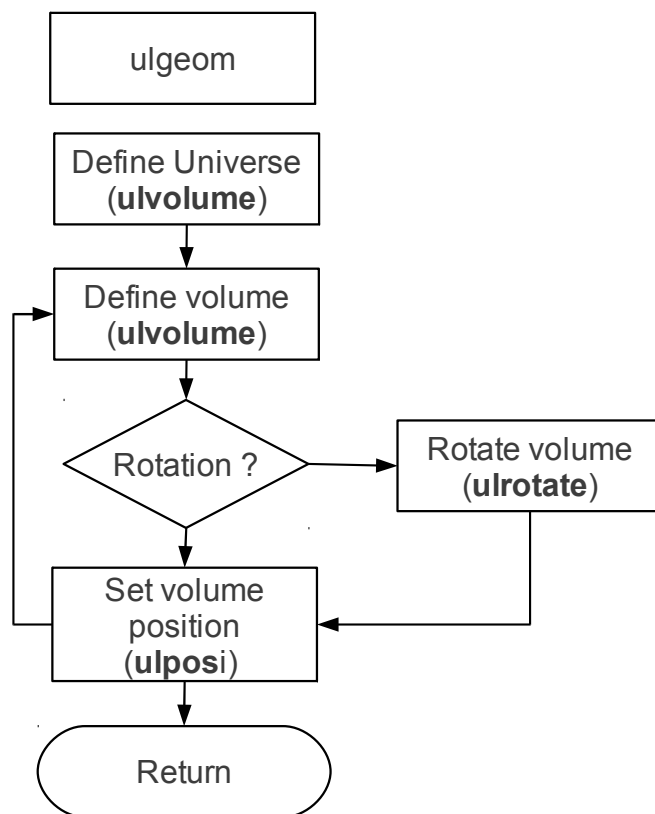 ulgeom
Define Universe
(ulvolume)
Define volume
(ulvolume)
Rotation ?
Rotate volume
(ulrotate)
Set volume
position
(ulposi)
Return